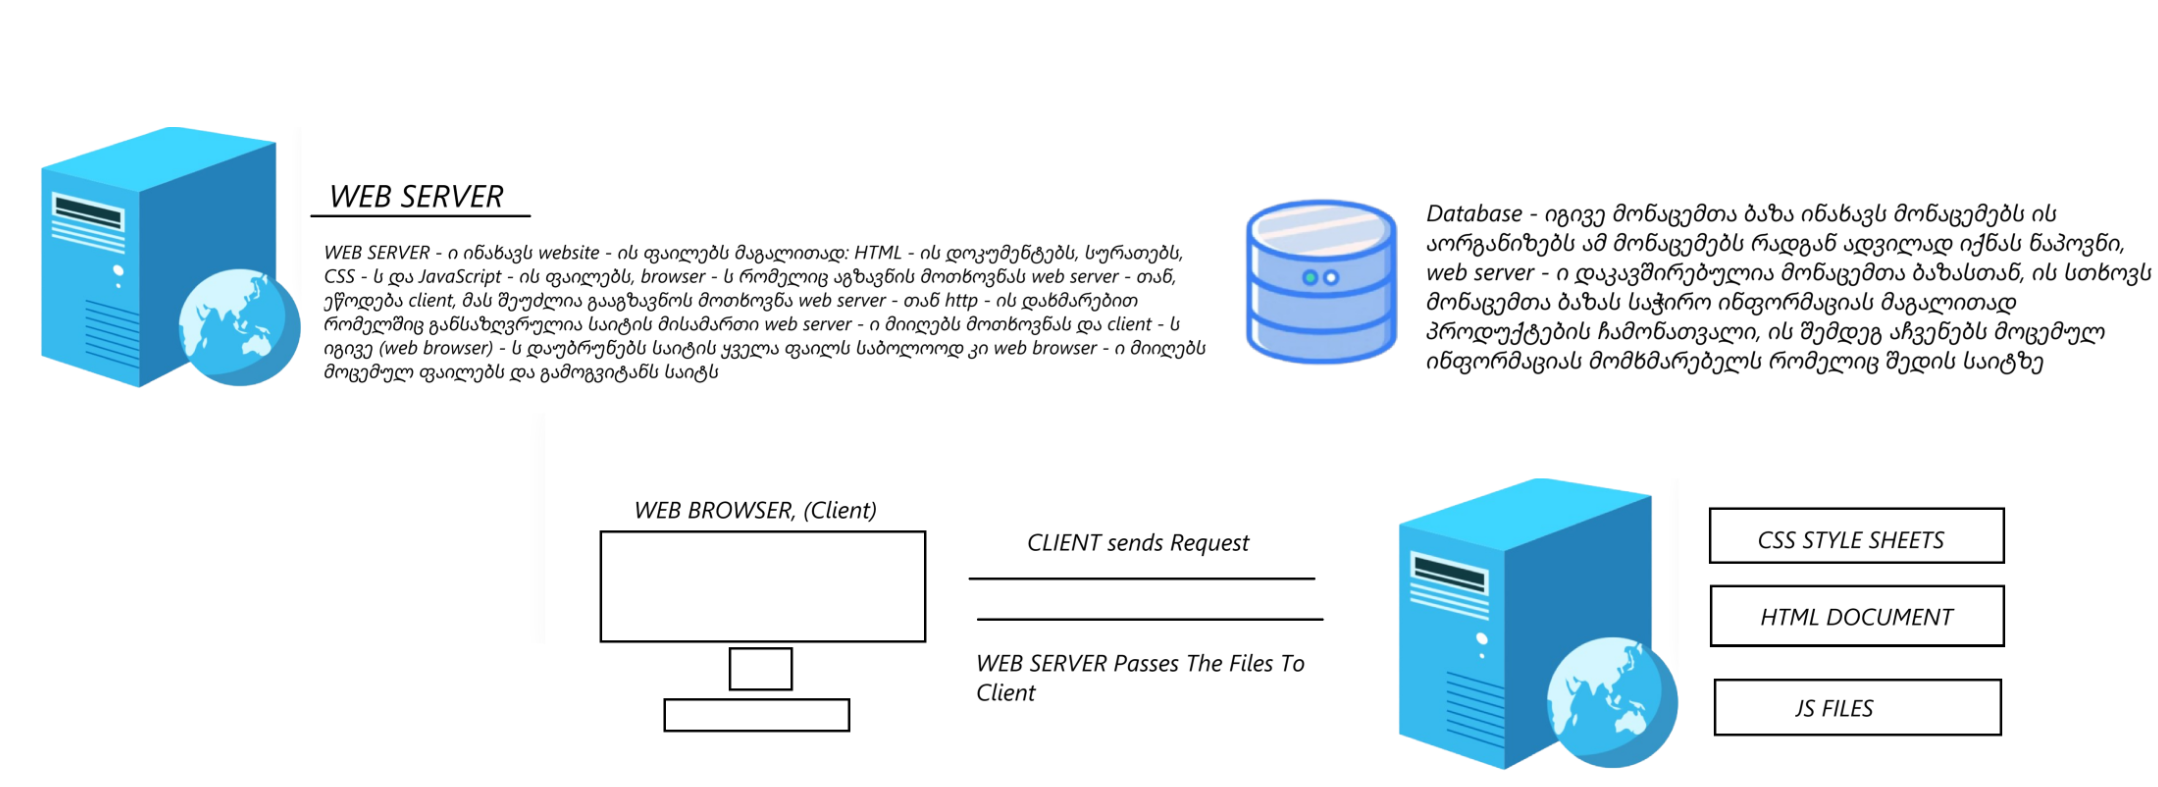 WEB SERVER
WEB SERVER - ი ინახავს website - ის ფაილებს მაგალითად: HTML - ის დოკუმენტებს, სურათებს,
CSS - ს და JavaScript - ის ფაილებს, browser - ს რომელიც აგზავნის მოთხოვნას web server - თან,
ეწოდება client, მას შეუძლია გააგზავნოს მოთხოვნა web server - თან http - ის დახმარებით
რომელშიც განსაზღვრულია საიტის მისამართი web server - ი მიიღებს მოთხოვნას და client - ს
იგივე (web browser) - ს დაუბრუნებს საიტის ყველა ფაილს საბოლოოდ კი web browser - ი მიიღებს
მოცემულ ფაილებს და გამოგვიტანს საიტს
Database - იგივე მონაცემთა ბაზა ინახავს მონაცემებს ის
აორგანიზებს ამ მონაცემებს რადგან ადვილად იქნას ნაპოვნი,
web server - ი დაკავშირებულია მონაცემთა ბაზასთან, ის სთხოვს
მონაცემთა ბაზას საჭირო ინფორმაციას მაგალითად
პროდუქტების ჩამონათვალი, ის შემდეგ აჩვენებს მოცემულ
ინფორმაციას მომხმარებელს რომელიც შედის საიტზე
WEB BROWSER, (Client)
CLIENT sends Request
WEB SERVER Passes The Files To
Client
CSS STYLE SHEETS
HTML DOCUMENT
JS FILES